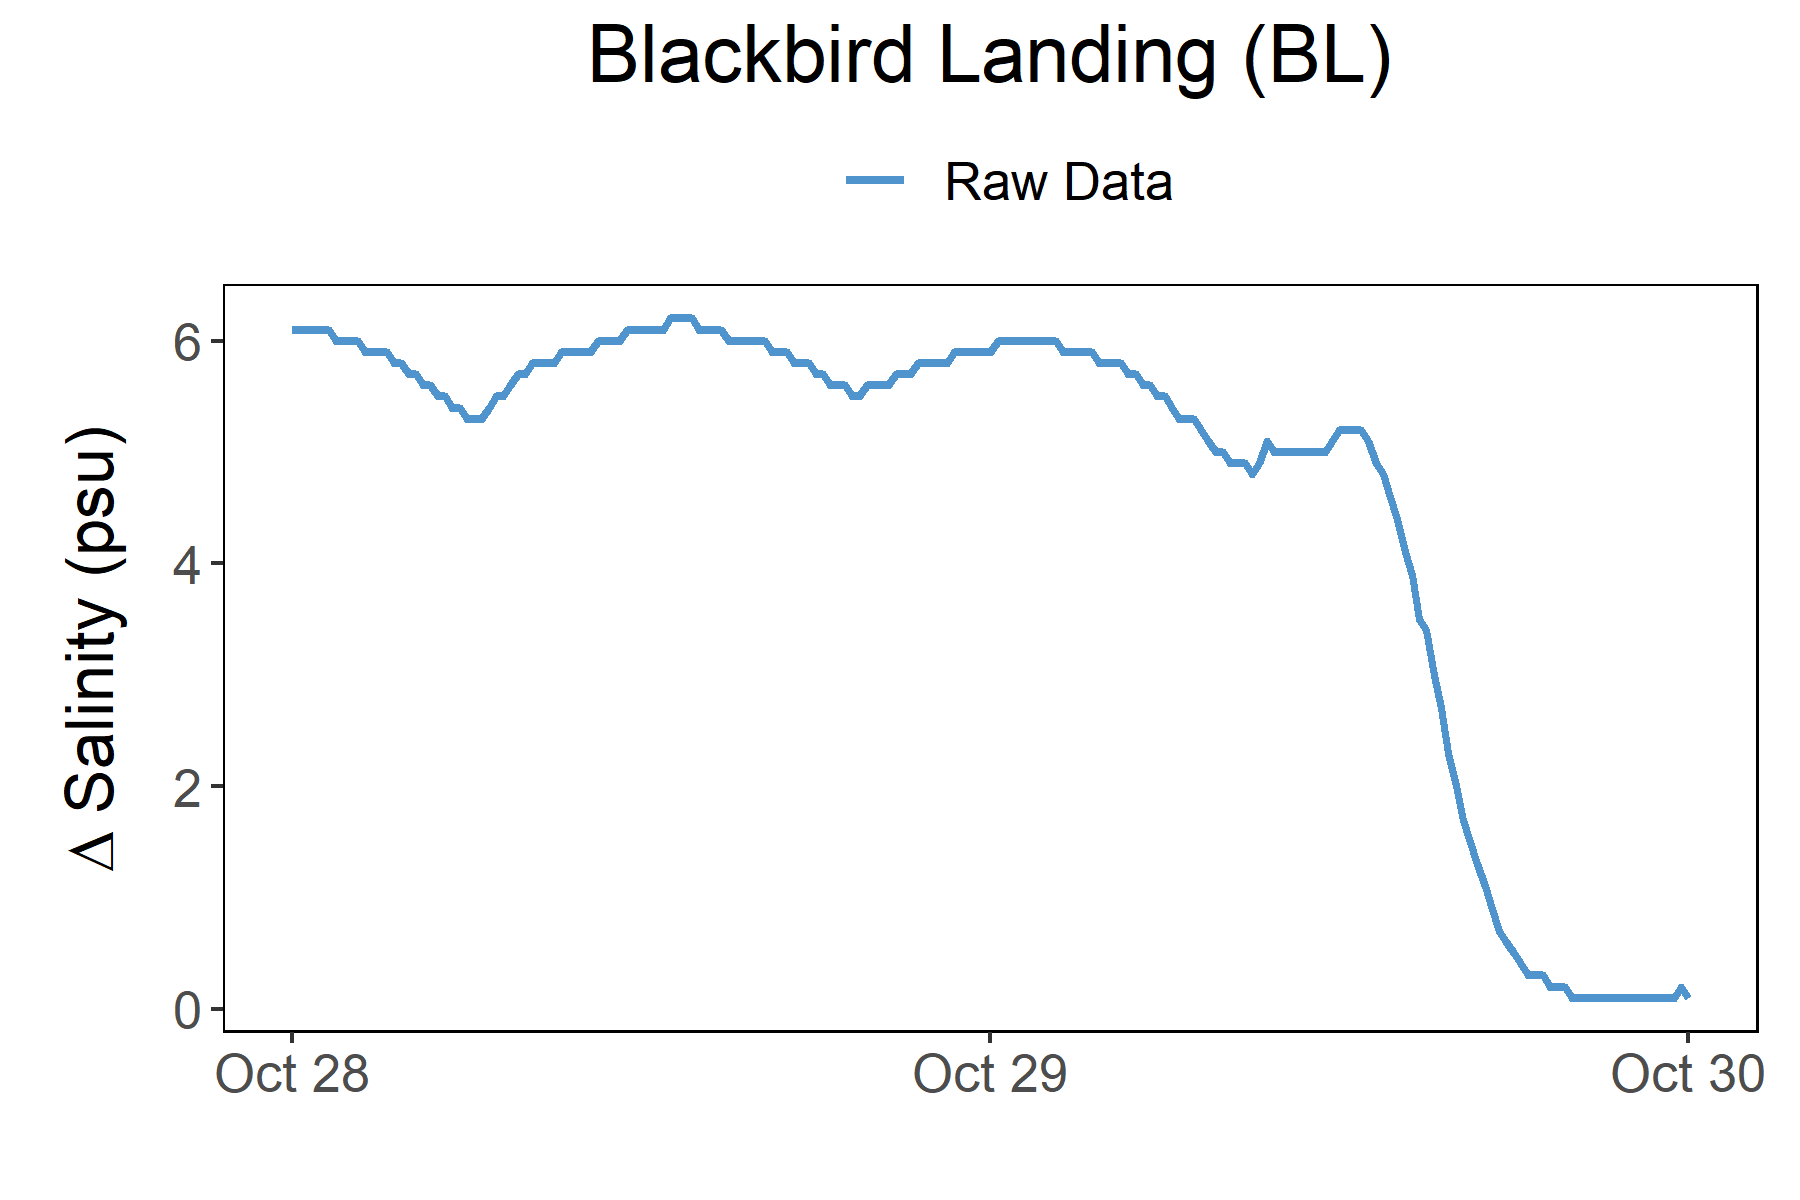 Blackbird Landing (BL)
Raw Data
Δ Salinity (psu)
6
4
2
0
Oct 28
Oct 29
Oct 30